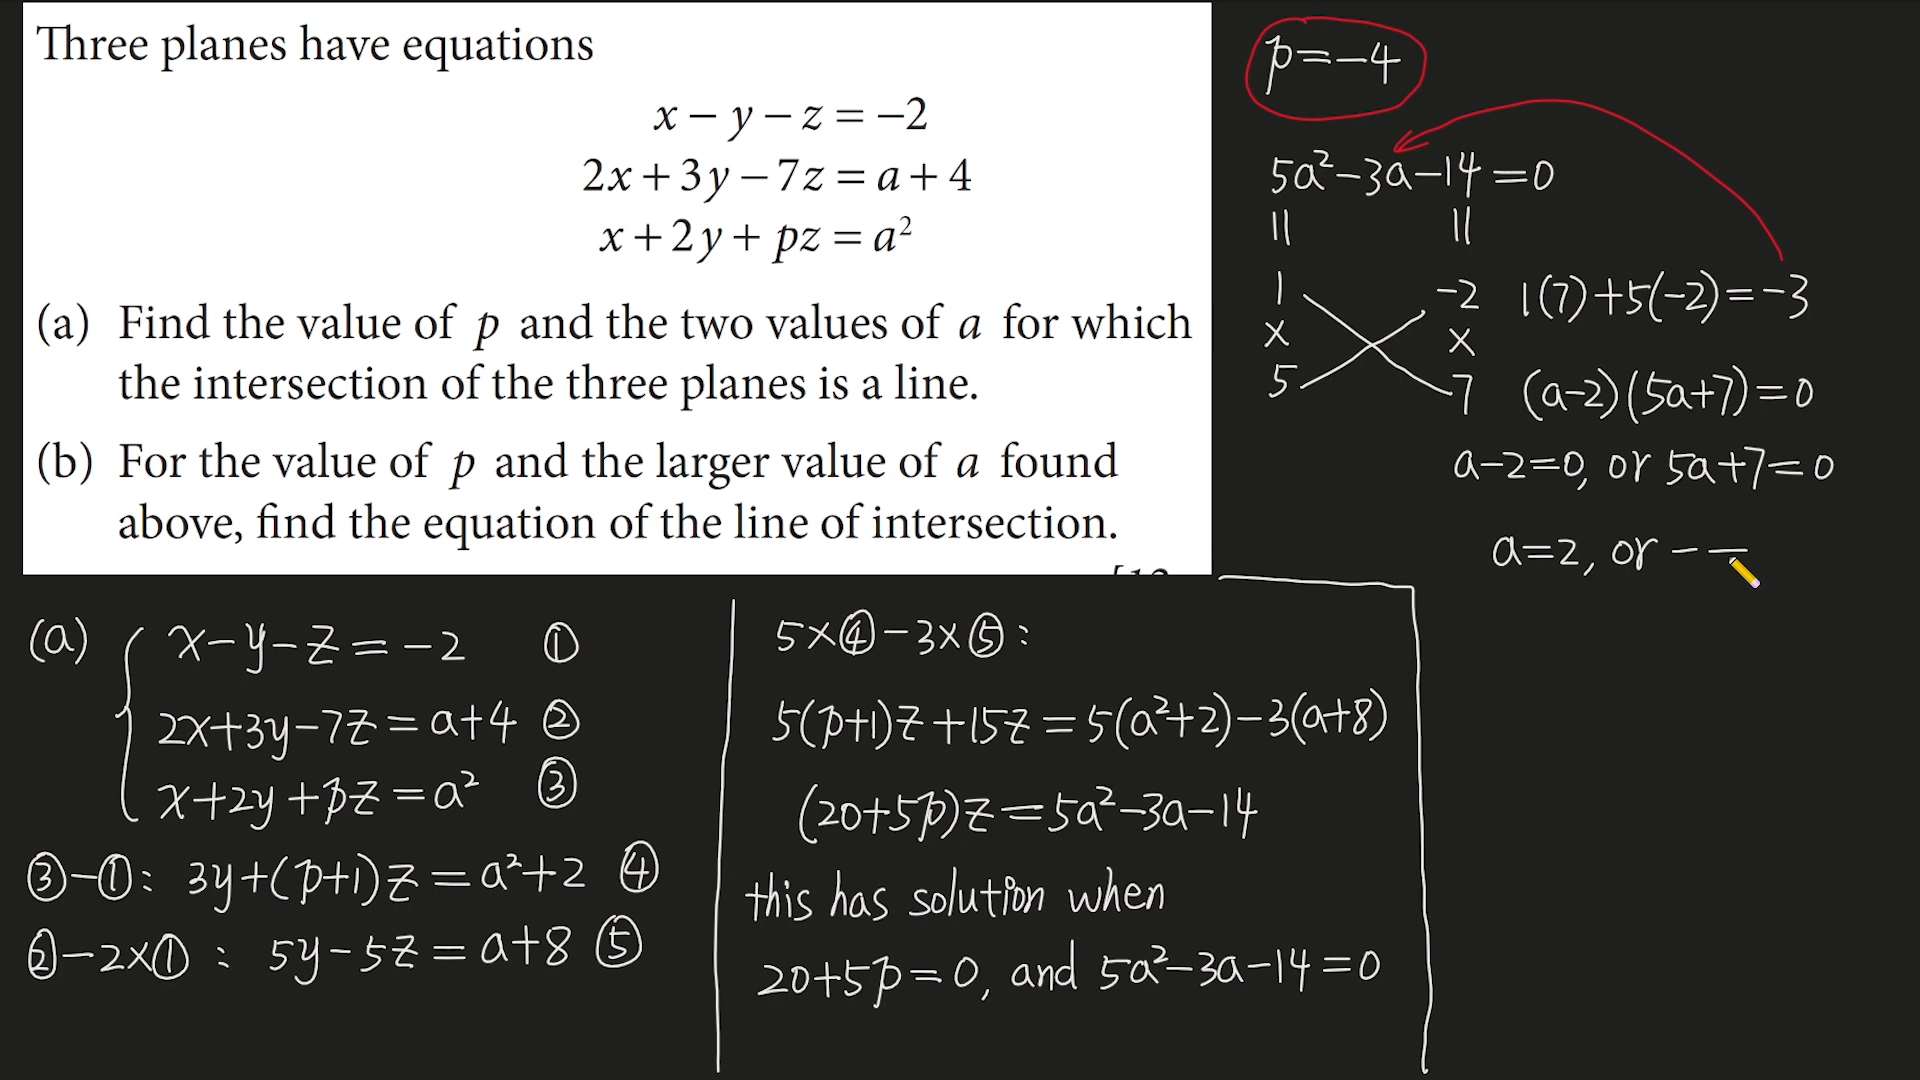 Three planes have equations
x − y − z = −2
2x + 3y − 7z = a + 4
x + 2y + pz = a²
(a) Find the value of p and the two values of a for which
the intersection of the three planes is a line.
(b) For the value of p and the larger value of a found
above, find the equation of the line of intersection.
(a) x−y−z=−2 ①
2x+3y−7z=a+4 ②
x+2y+pz=a² ③
③−①: 3y+(p+1)z=a²+2 ④
②−2×①: 5y−5z=a+8 ⑤
5×④−3×⑤:
5(p+1)z+15z=5(a²+2)−3(a+8)
(20+5p)z=5a²−3a−14
this has solution when
20+5p=0, and 5a²−3a−14=0
p=−4
5a²−3a−14=0
|| ||
1 −2 1(7)+5(−2)=−3
x x
5 7 (a−2)(5a+7)=0
a−2=0, or 5a+7=0
a=2, or −